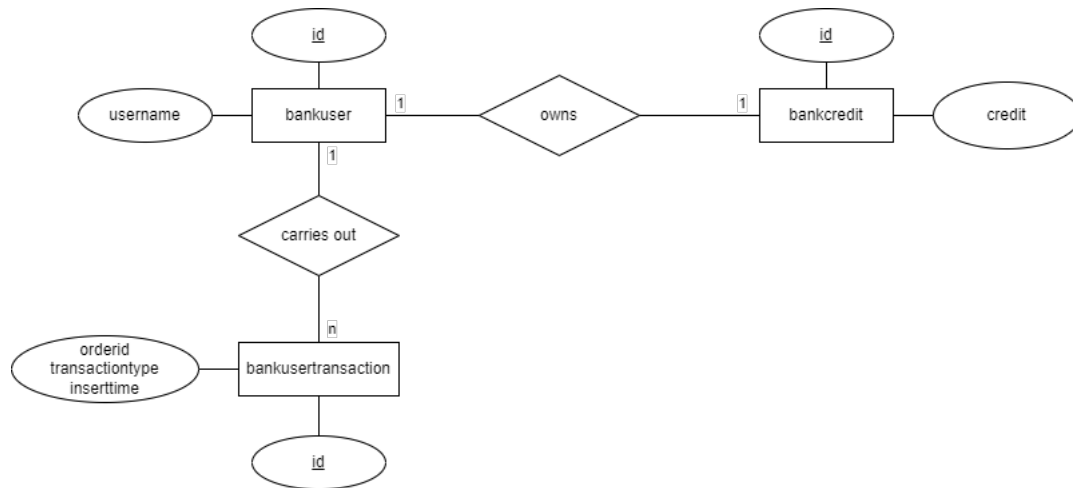 id
id
username
bankuser
1
owns
1
bankcredit
credit
1
carries out
n
orderid
transactiontype
inserttime
bankusertransaction
id